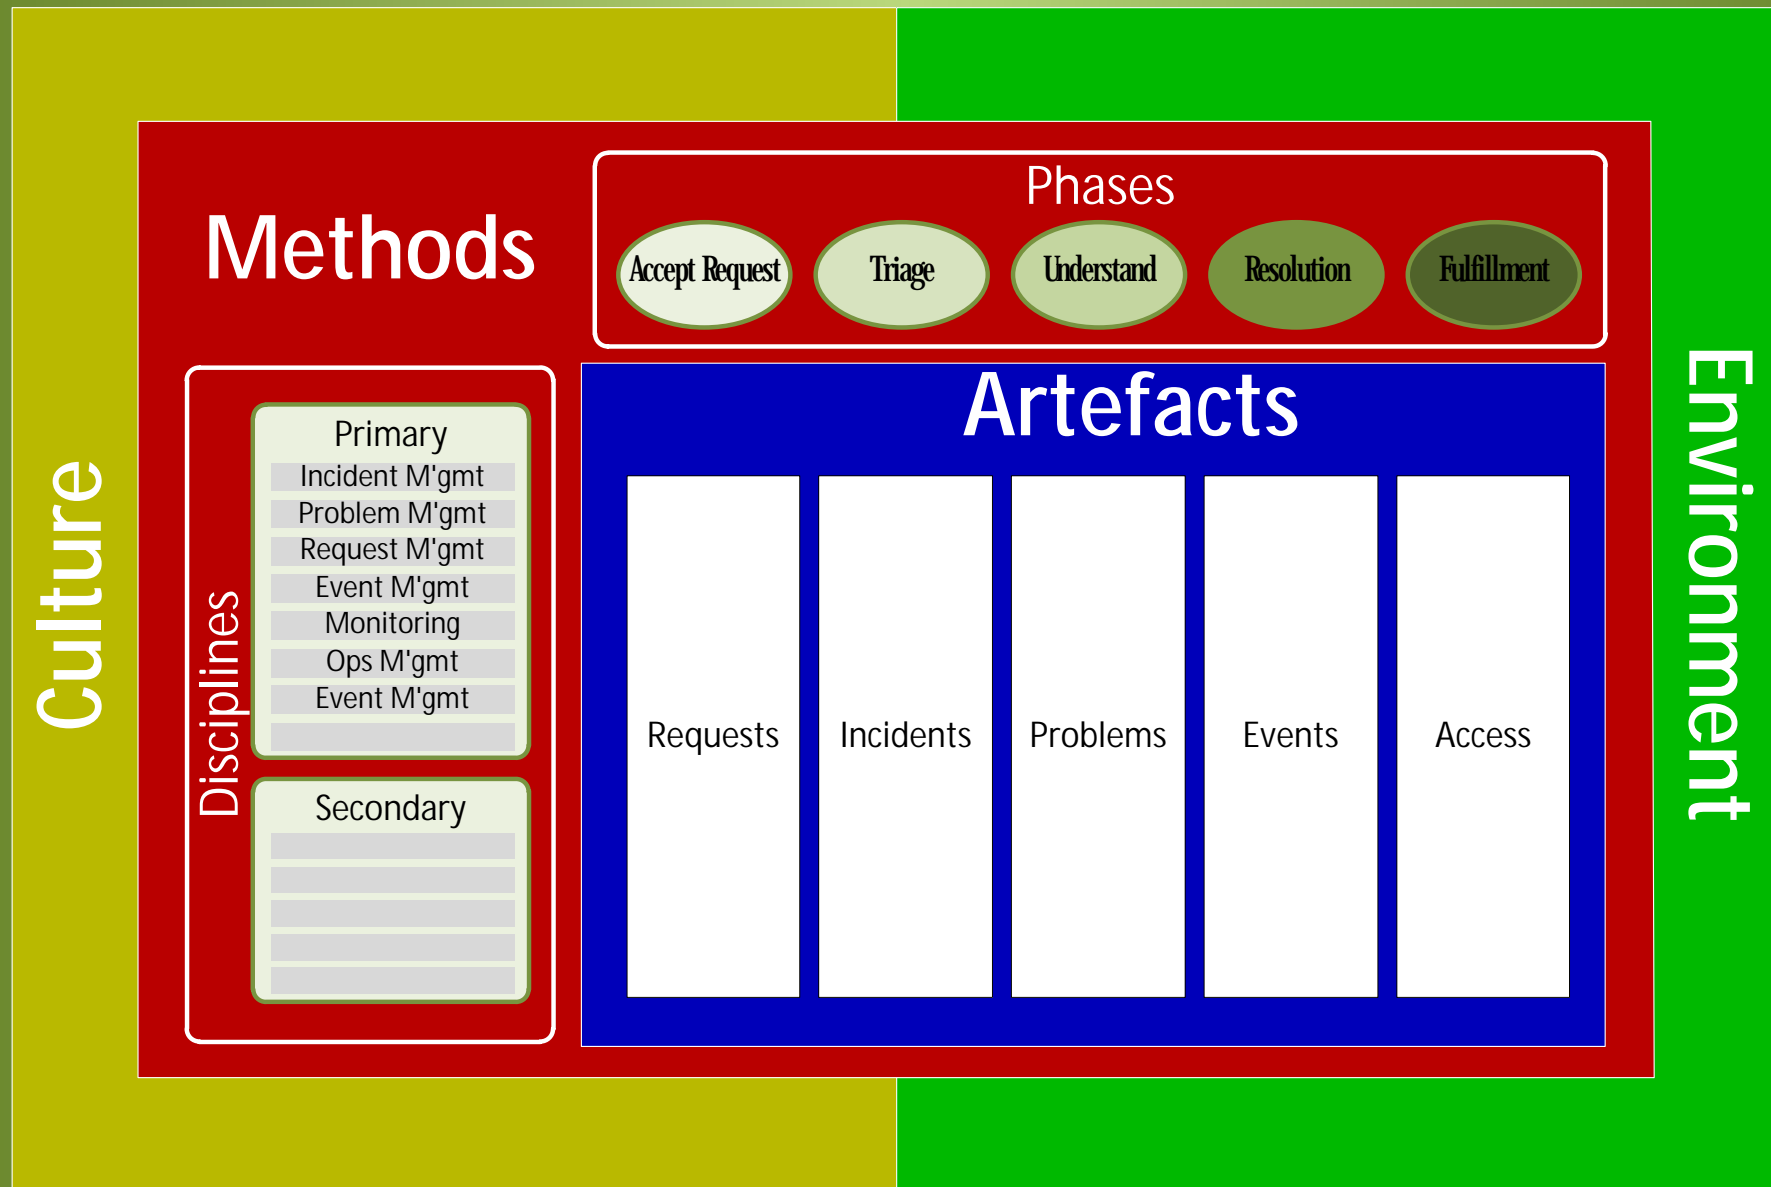 Culture
Methods
Phases
Accept Request
Triage
Understand
Resolution
Fulfillment
Disciplines
Primary
Incident M'gmt
Problem M'gmt
Request M'gmt
Event M'gmt
Monitoring
Ops M'gmt
Event M'gmt
Secondary
Artefacts
Requests
Incidents
Problems
Events
Access
Environment